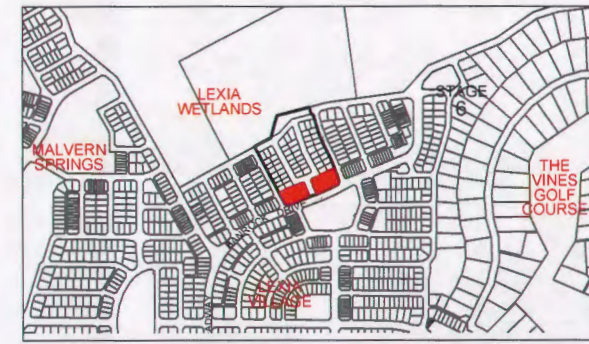 LEXIA
WETLANDS
STAGE
6
MALVERN
SPRINGS
THE
VINES
GOLF
COURSE
LEXIA
VILLAGE